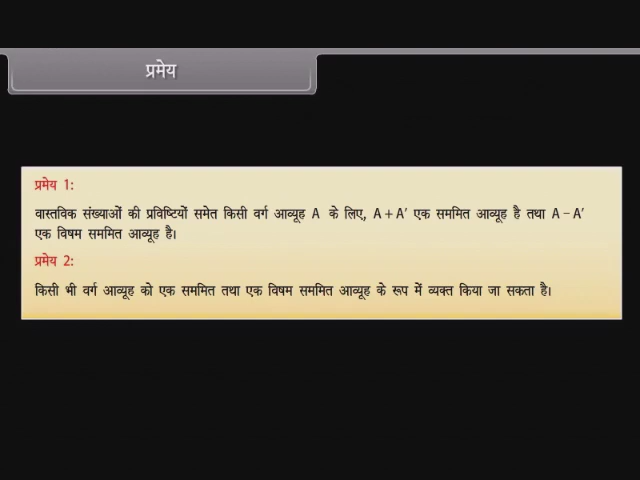 प्रमेय
प्रमेय 1:
वास्तविक संख्याओं की प्रविष्टियों समेत किसी वर्ग आव्यूह A के लिए, A + A′ एक सममित आव्यूह है तथा A – A′
एक विषम सममित आव्यूह है।
प्रमेय 2:
किसी भी वर्ग आव्यूह को एक सममित तथा एक विषम सममित आव्यूह के रूप में व्यक्त किया जा सकता है।